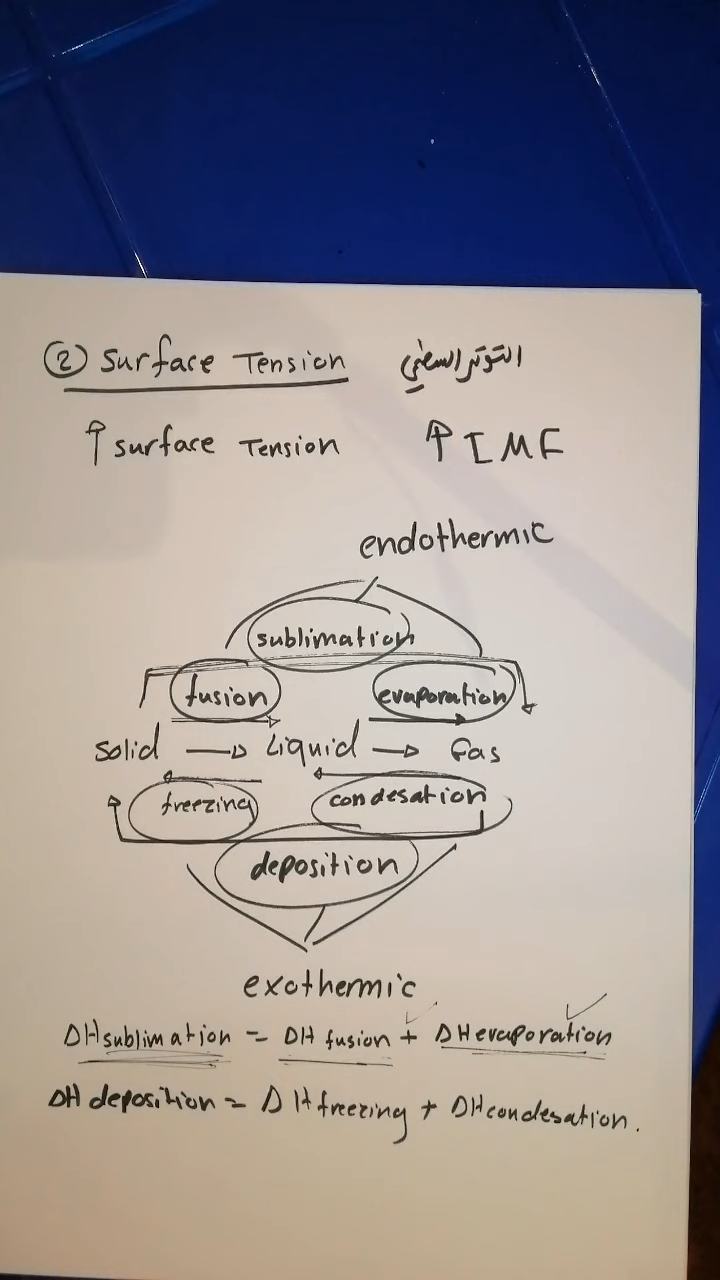 ② Surface Tension التوتر السطحي
↑ surface Tension ↑ IMF
endothermic
sublimation
fusion evaporation
Solid → Liquid → Gas
freezing condesation
deposition
exothermic
ΔH sublimation = ΔH fusion + ΔH evaporation
ΔH deposition = ΔH freezing + ΔH condesation.